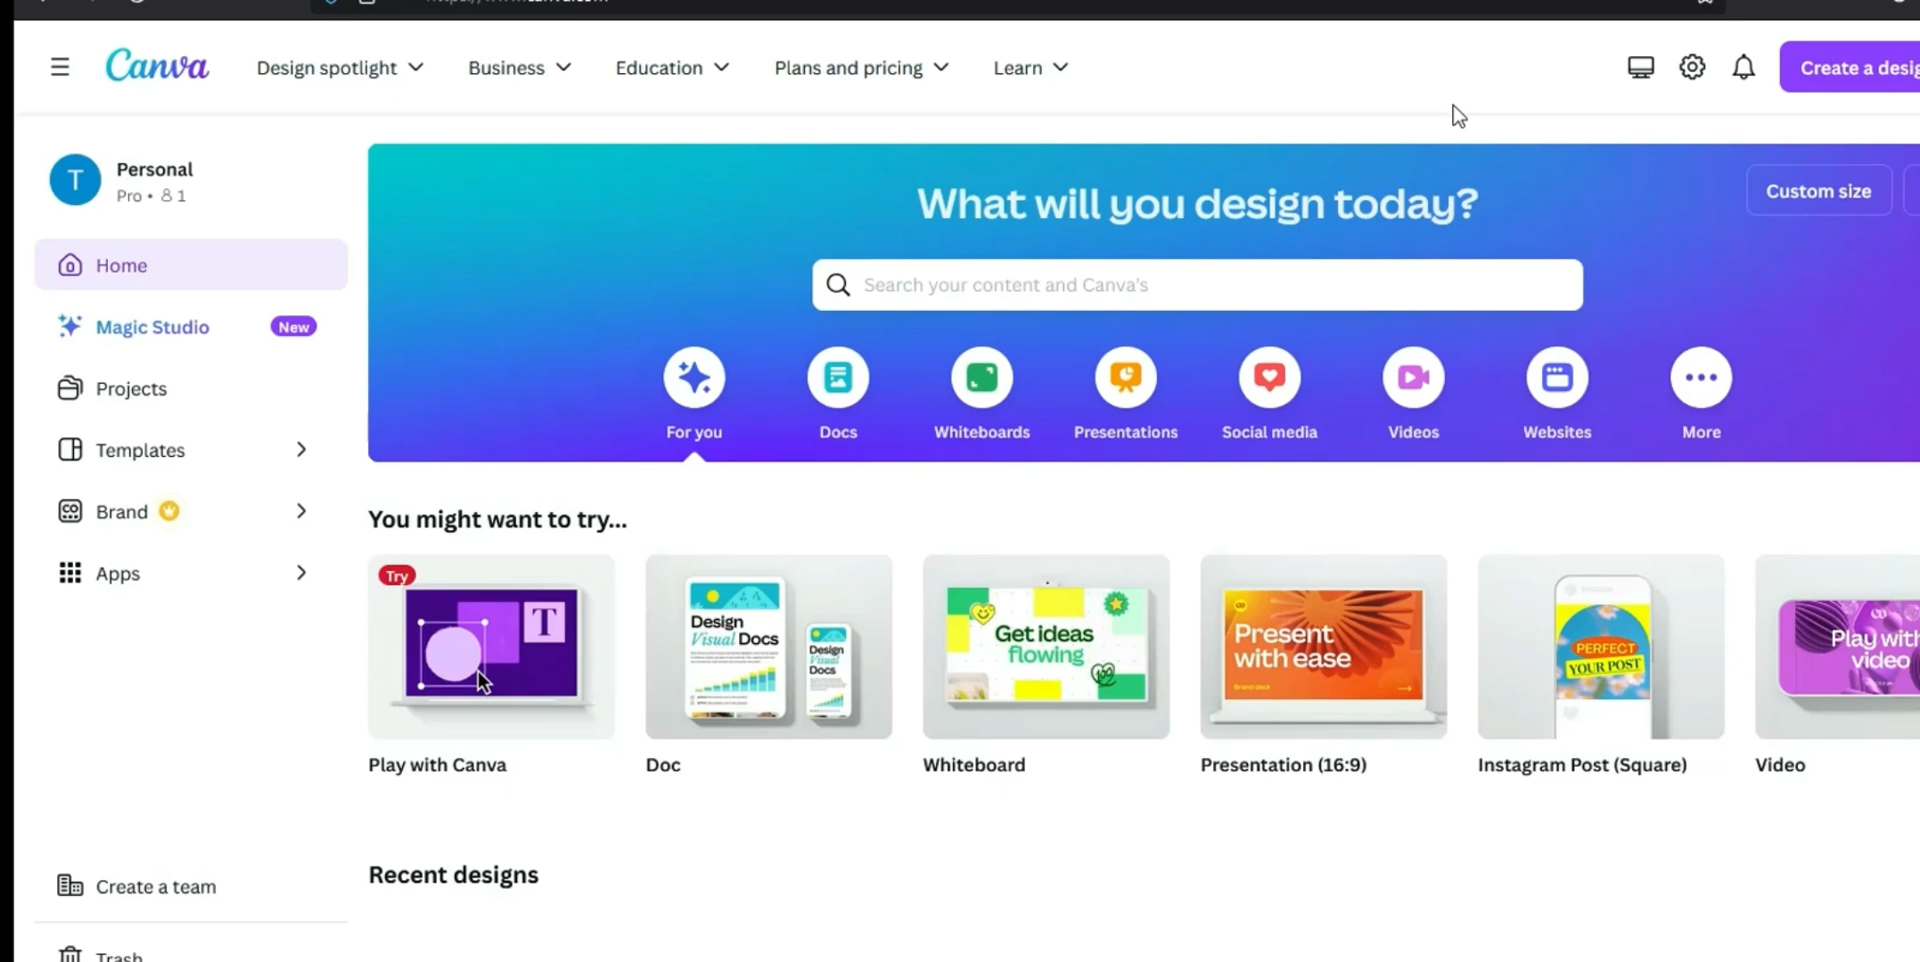 Canva
Design spotlight
Business
Education
Plans and pricing
Learn
Create a desig
T
Personal
Pro • 1
Home
Magic Studio
New
Projects
Templates
Brand
Apps
Create a team
Trash
What will you design today?
Custom size
Search your content and Canva's
For you
Docs
Whiteboards
Presentations
Social media
Videos
Websites
More
You might want to try...
Try
T
Play with Canva
Design
Visual Docs
Design
Visual
Docs
Doc
Get ideas
flowing
100
Whiteboard
Present
with ease
Brand deck
Presentation (16:9)
PERFECT
YOUR POST
Instagram Post (Square)
Play with
video
Video
Recent designs